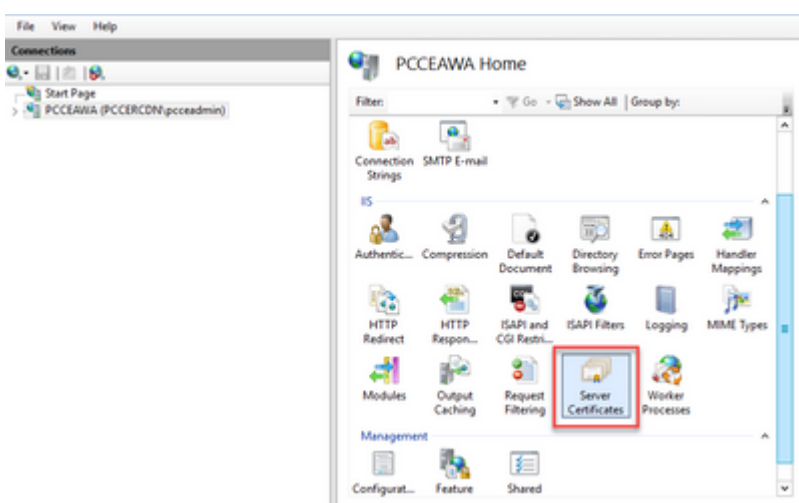 File View Help
Connections
Start Page
PCCEAWA (PCCERCDN\pcceadmin)
PCCEAWA Home
Filter: Go Show All Group by:
Connection Strings
SMTP E-mail
IIS
Authentic...
Compression
Default Document
Directory Browsing
Error Pages
Handler Mappings
HTTP Redirect
HTTP Respon...
ISAPI and CGI Restri...
ISAPI Filters
Logging
MIME Types
Modules
Output Caching
Request Filtering
Server Certificates
Worker Processes
Management
Configurat...
Feature
Shared